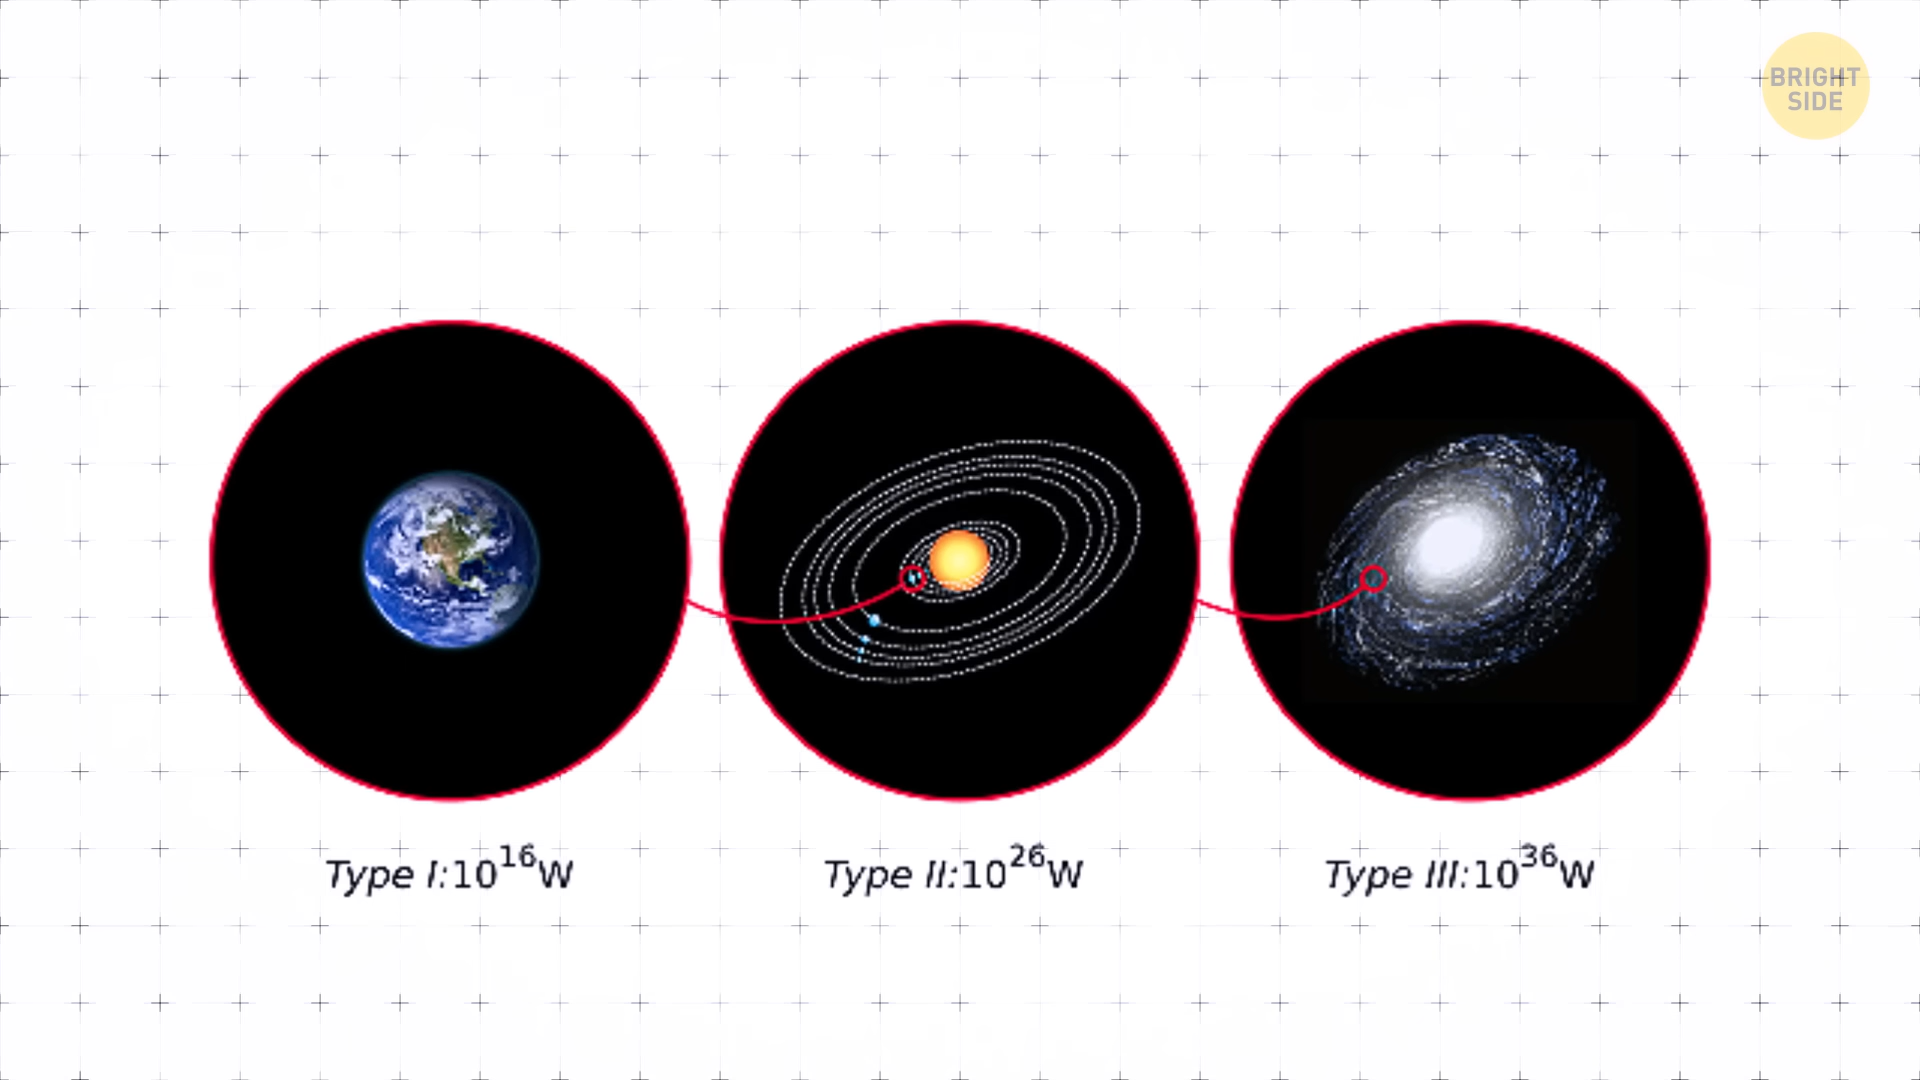 BRIGHT
SIDE
Type I:10¹⁶W
Type II:10²⁶W
Type III:10³⁶W